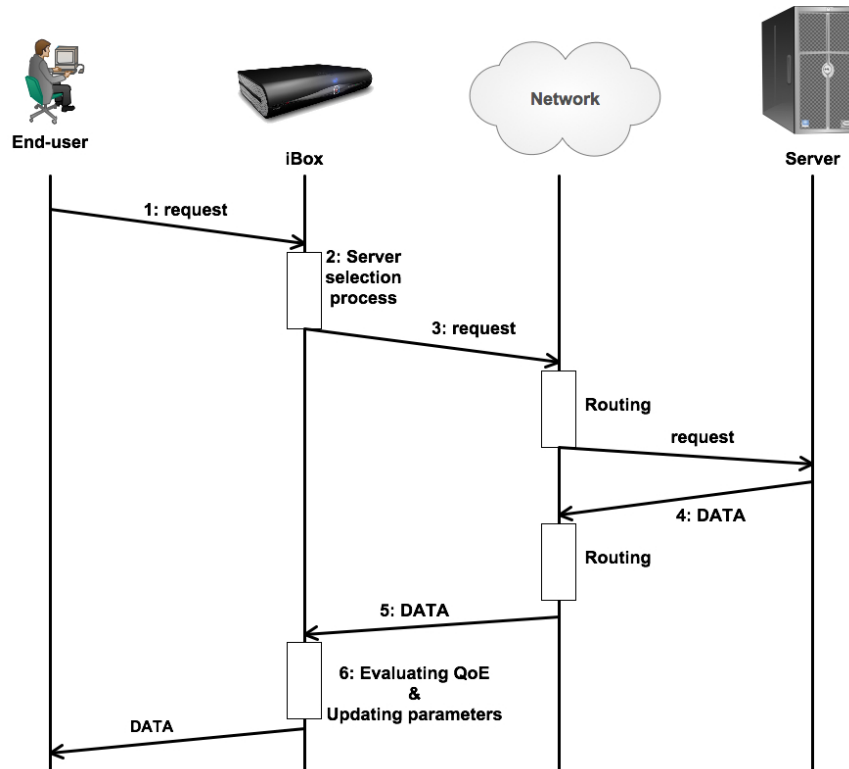 Network
End-user
iBox
Server
1: request
2: Server
selection
process
3: request
Routing
request
4: DATA
Routing
5: DATA
6: Evaluating QoE
&
Updating parameters
DATA